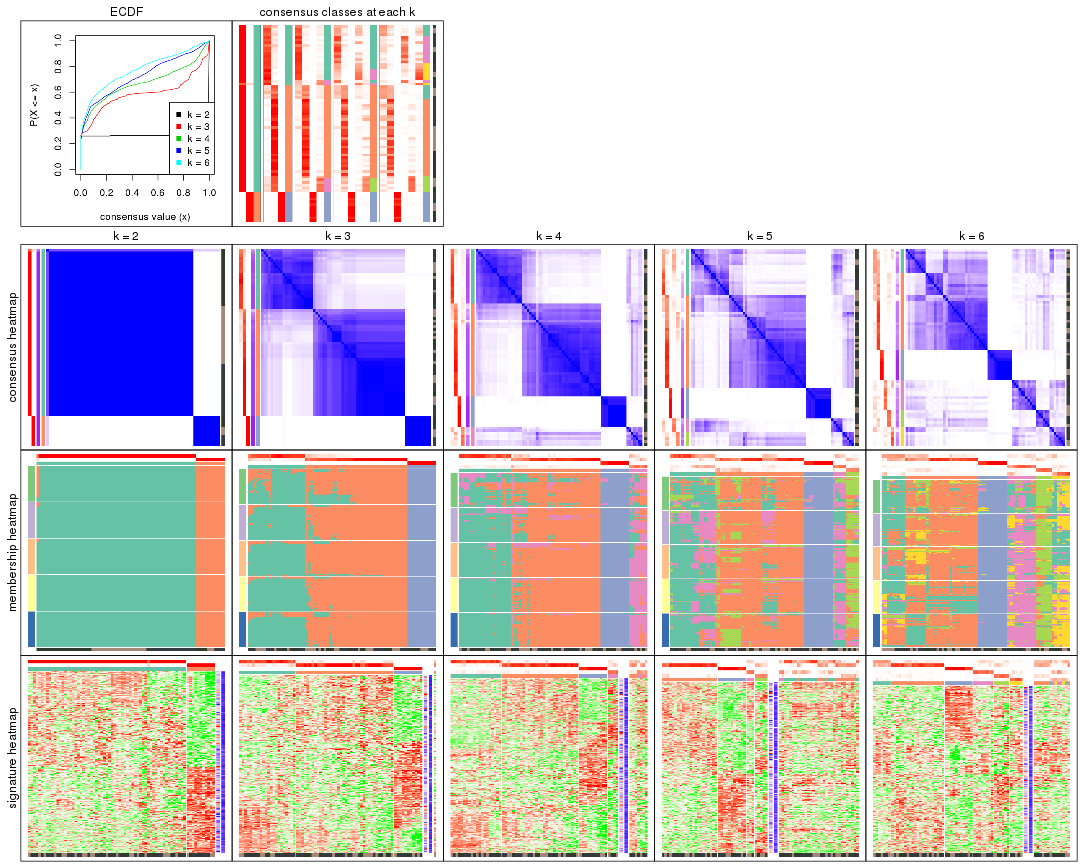 ECDF
consensus classes at each k
P(X <= x)
0.0 0.2 0.4 0.6 0.8 1.0
k = 2
k = 3
k = 4
k = 5
k = 6
0.0 0.2 0.4 0.6 0.8 1.0
consensus value (x)
k = 2 k = 3 k = 4 k = 5 k = 6
consensus heatmap
membership heatmap
signature heatmap